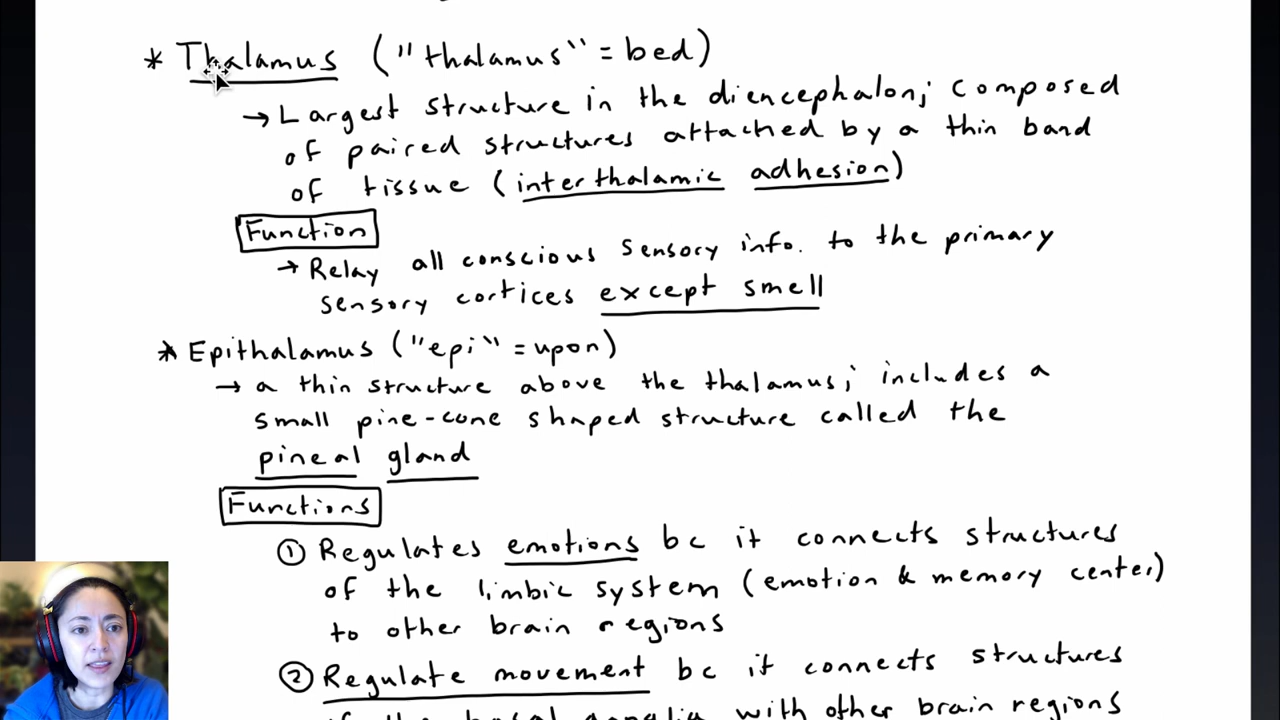 * Thalamus ("thalamus" = bed)
→ Largest structure in the diencephalon; composed
of paired structures attached by a thin band
of tissue (interthalamic adhesion)
Function
→ Relay all conscious sensory info. to the primary
sensory cortices except smell
* Epithalamus ("epi" = upon)
→ a thin structure above the thalamus; includes a
small pine-cone shaped structure called the
pineal gland
Functions
① Regulates emotions bc it connects structures
of the limbic system (emotion & memory center)
to other brain regions
② Regulate movement bc it connects structures
of the basal ganglia with other brain regions